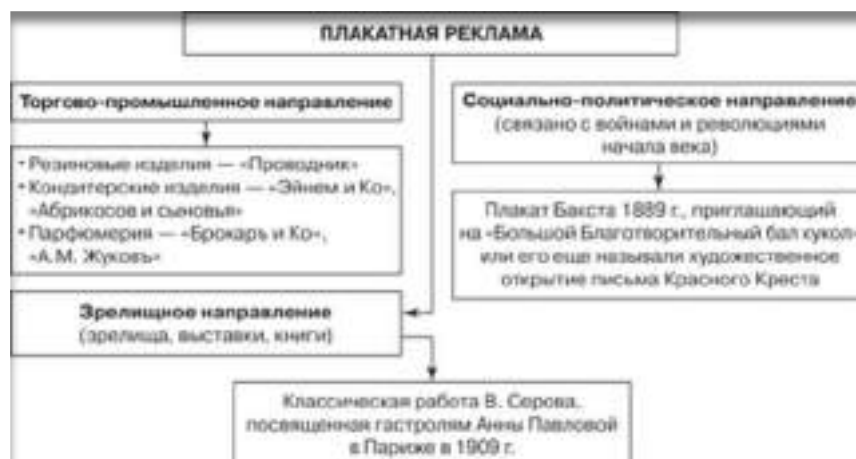 ПЛАКАТНАЯ РЕКЛАМА
Торгово-промышленное направление
• Резиновые изделия — «Проводник»
• Кондитерские изделия — «Эйнем и Ко»,
«Абрикосов и сыновья»
• Парфюмерия — «Брокаръ и Ко»,
«А.М. Жуковъ»
Социально-политическое направление
(связано с войнами и революциями
начала века)
Плакат Бакста 1889 г., приглашающий
на «Большой Благотворительный бал кукол»
или его еще называли художественное
открытие письма Красного Креста
Зрелищное направление
(зрелища, выставки, книги)
Классическая работа В. Серова,
посвященная гастролям Анны Павловой
в Париже в 1909 г.